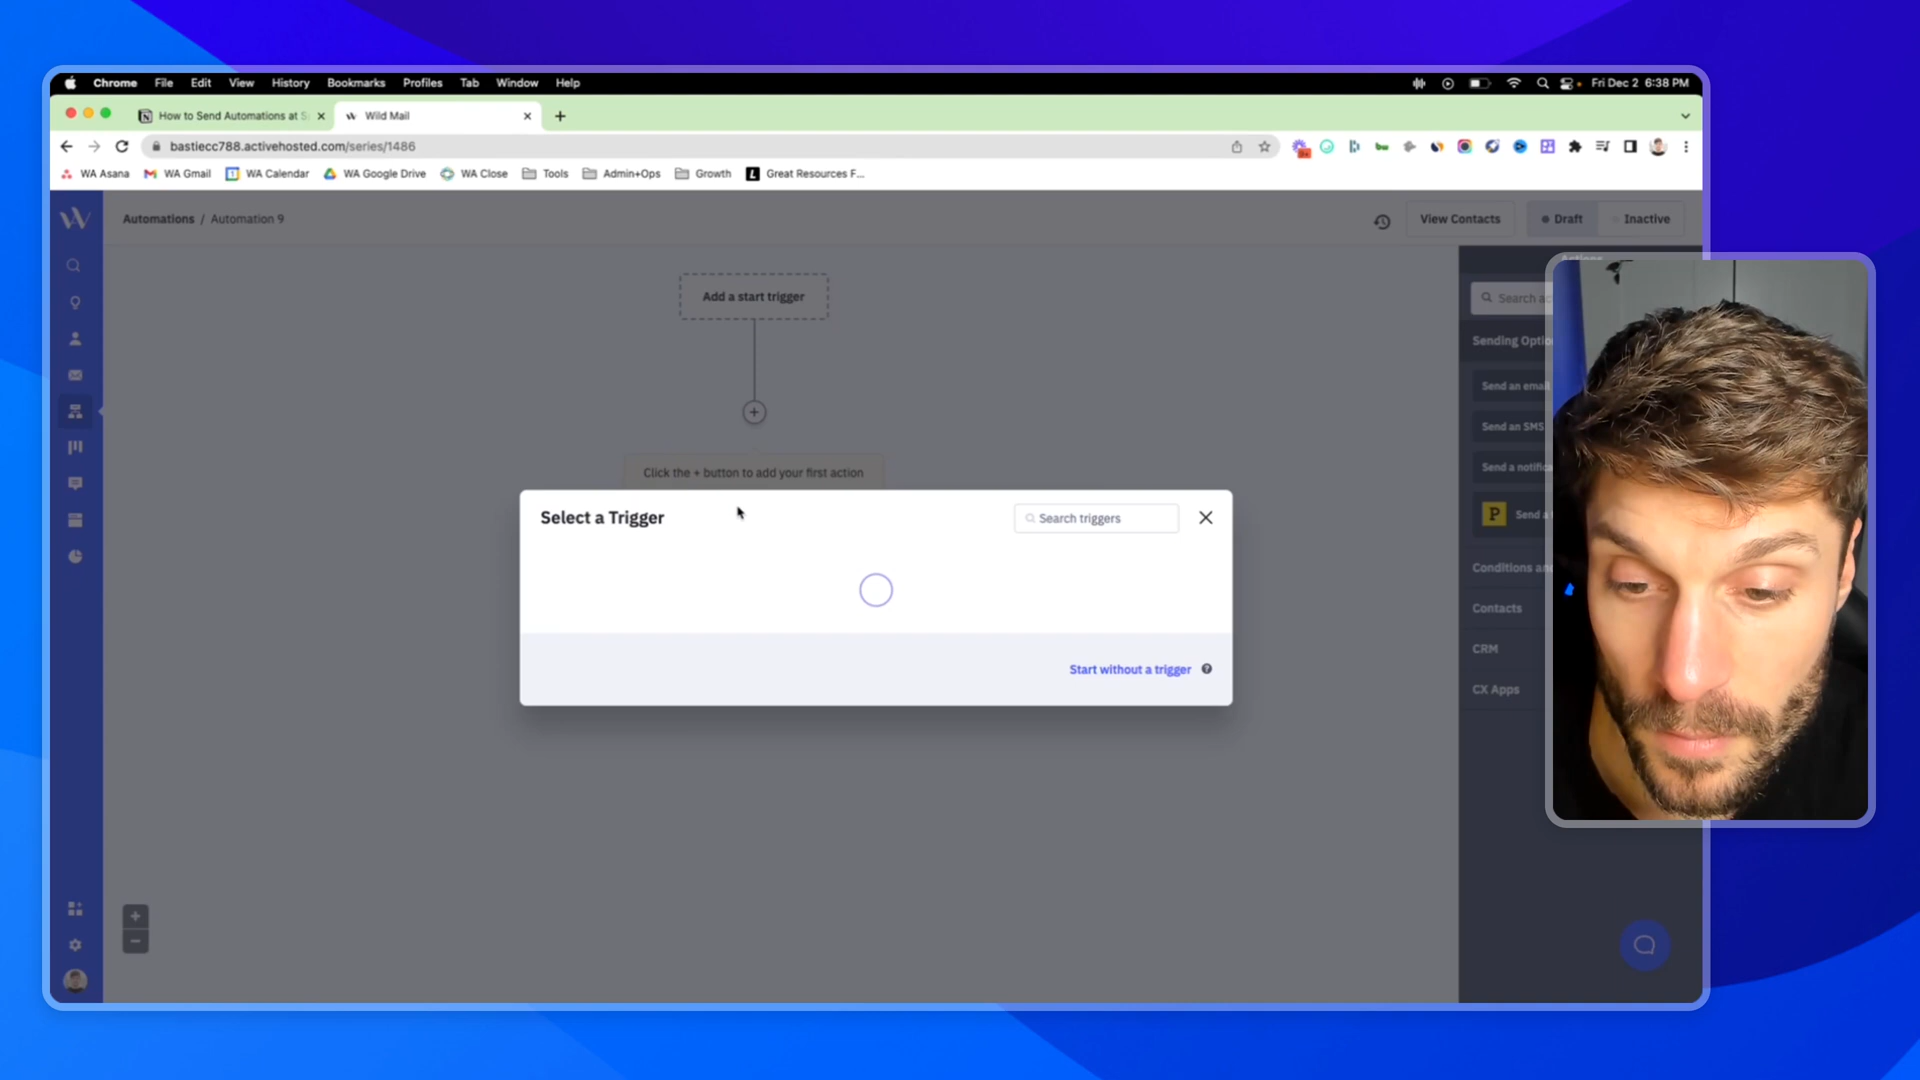 Chrome File Edit View History Bookmarks Profiles Tab Window Help Fri Dec 2 6:38 PM
How to Send Automations at S
Wild Mail
bastiecc788.activehosted.com/series/1486
WA Asana WA Gmail WA Calendar WA Google Drive WA Close Tools Admin+Ops Growth Great Resources F...
Automations / Automation 9
View Contacts
Draft
Inactive
Add a start trigger
Click the + button to add your first action
Select a Trigger
Search triggers
Start without a trigger
Search
Sending
Send an email
Send an SMS
Send a
P Send a
Conditions
Contacts
CRM
CX Apps